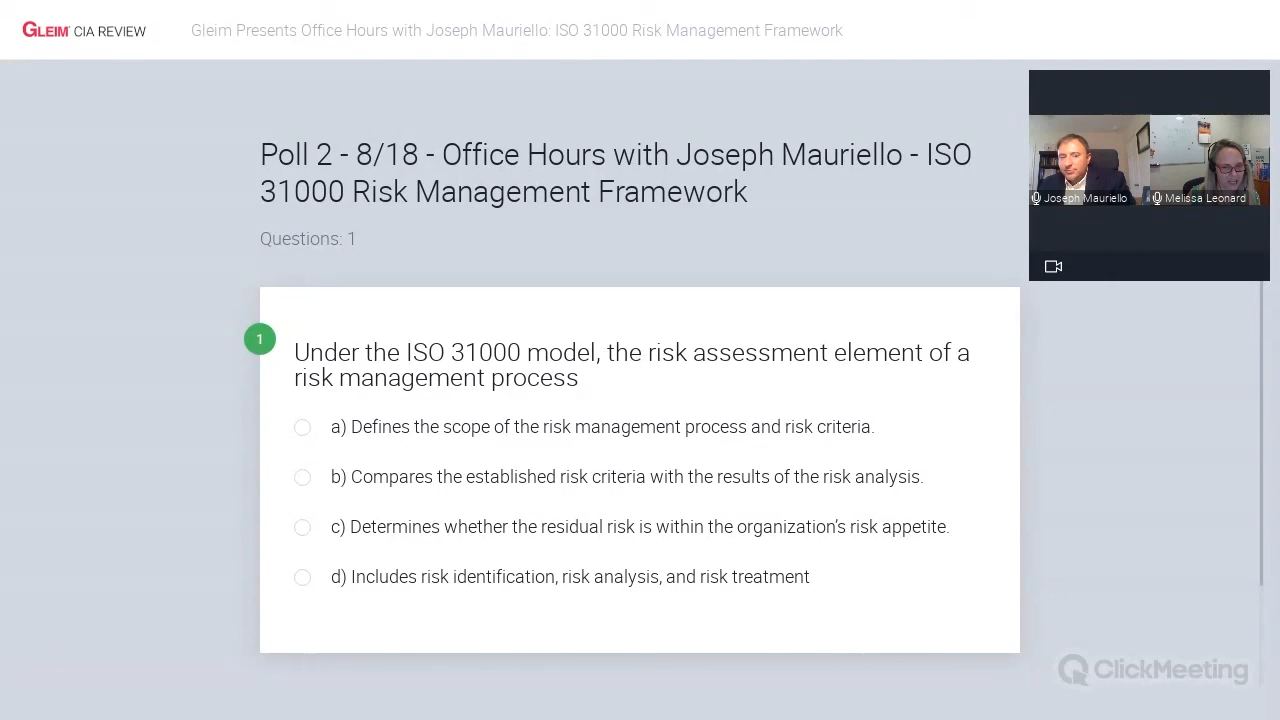 GLEIM CIA REVIEW
Gleim Presents Office Hours with Joseph Mauriello: ISO 31000 Risk Management Framework
Poll 2 - 8/18 - Office Hours with Joseph Mauriello - ISO
31000 Risk Management Framework
Questions: 1
Joseph Mauriello
Melissa Leonard
1
Under the ISO 31000 model, the risk assessment element of a
risk management process
a) Defines the scope of the risk management process and risk criteria.
b) Compares the established risk criteria with the results of the risk analysis.
c) Determines whether the residual risk is within the organization’s risk appetite.
d) Includes risk identification, risk analysis, and risk treatment
ClickMeeting